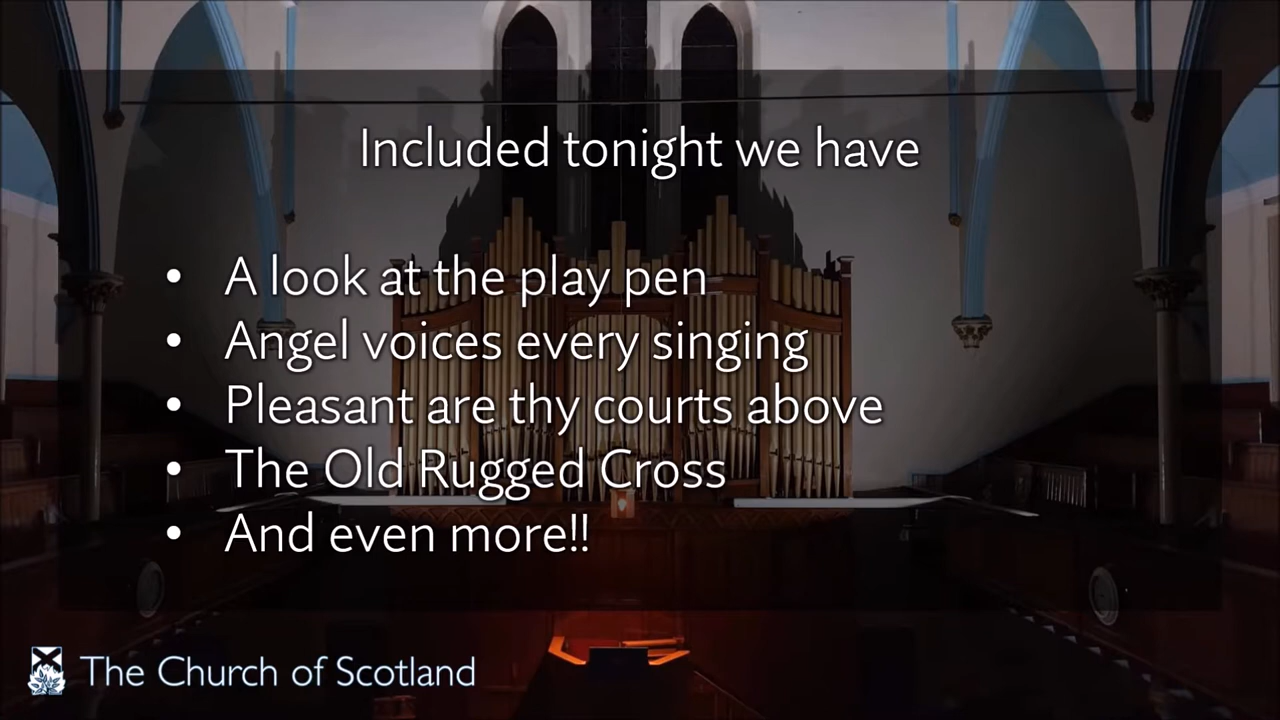 Included tonight we have
• A look at the play pen
• Angel voices every singing
• Pleasant are thy courts above
• The Old Rugged Cross
• And even more!!
The Church of Scotland